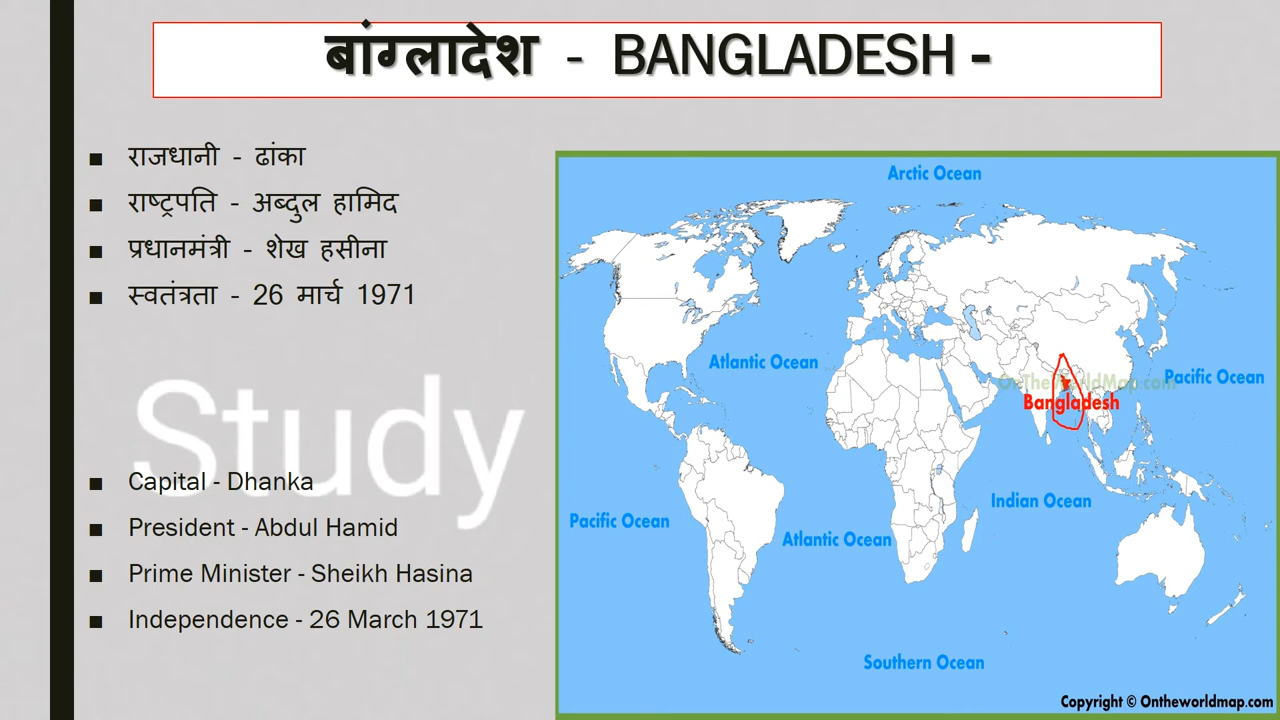 बांग्लादेश - BANGLADESH -
राजधानी - ढांका
राष्ट्रपति - अब्दुल हामिद
प्रधानमंत्री - शेख हसीना
स्वतंत्रता - 26 मार्च 1971
Study
Capital - Dhanka
President - Abdul Hamid
Prime Minister - Sheikh Hasina
Independence - 26 March 1971
Arctic Ocean
Atlantic Ocean
OnTheWorldMap.com
Pacific Ocean
Bangladesh
Indian Ocean
Pacific Ocean
Atlantic Ocean
Southern Ocean
Copyright © Ontheworldmap.com